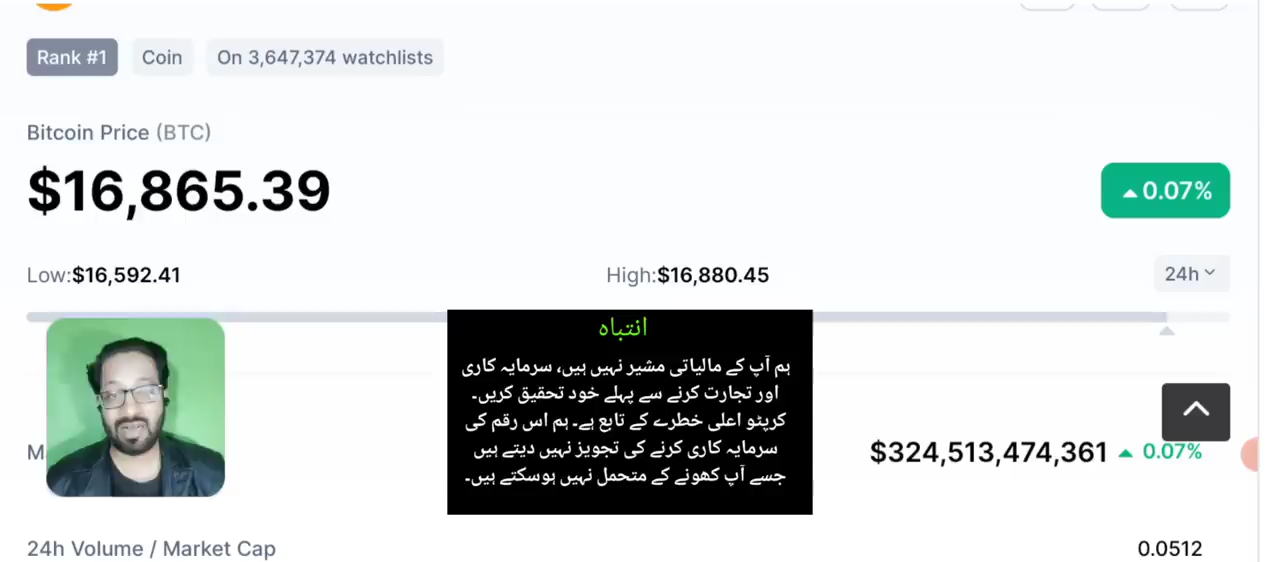 Rank #1 Coin On 3,647,374 watchlists
Bitcoin Price (BTC)
$16,865.39 0.07%
Low:$16,592.41 High:$16,880.45 24h
انتباہ
ہم آپ کے مالیاتی مشیر نہیں ہیں، سرمایہ کاری
اور تجارت کرنے سے پہلے خود تحقیق کریں۔
کرپٹو اعلی خطرے کے تابع ہے۔ ہم اس رقم کی
سرمایہ کاری کرنے کی تجویز نہیں دیتے ہیں
جسے آپ کھونے کے متحمل نہیں ہوسکتے ہیں۔
$324,513,474,361 0.07%
24h Volume / Market Cap 0.0512